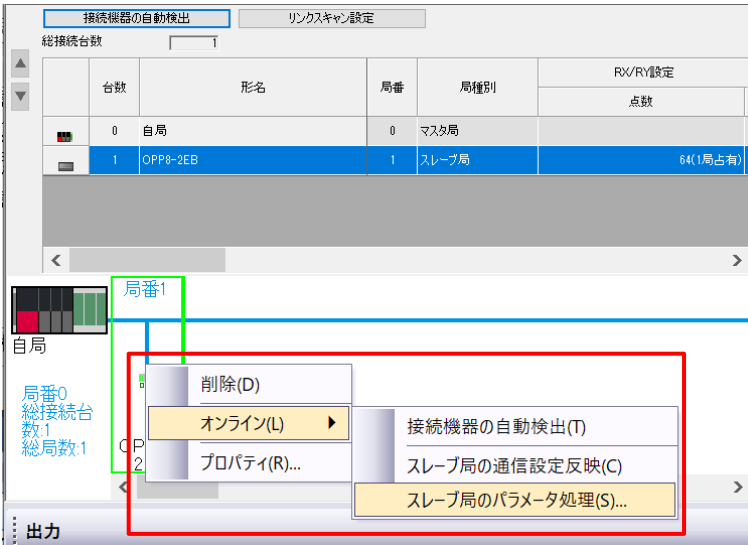 接続機器の自動検出 リンクスキャン設定
総接続台数 1
台数 形名 局番 局種別 RX/RY設定
点数
0 自局 0 マスタ局
1 OPP8-2EB 1 スレーブ局 64(1局占有)
局番1
自局
局番0
総接続台
数:1
総局数:1
OP
2
削除(D)
オンライン(L)
プロパティ(R)...
接続機器の自動検出(T)
スレーブ局の通信設定反映(C)
スレーブ局のパラメータ処理(S)...
出力